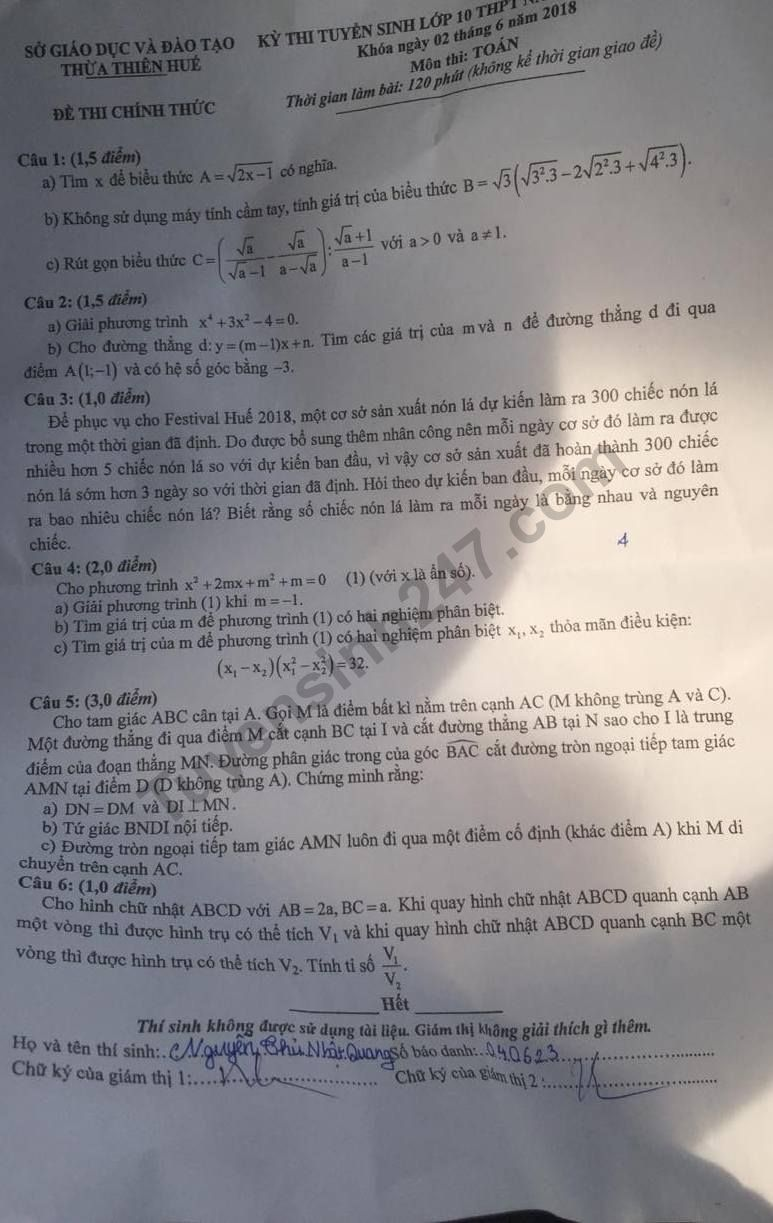 SỞ GIÁO DỤC VÀ ĐÀO TẠO
THỪA THIÊN HUẾ
KỲ THI TUYỂN SINH LỚP 10 THPT
Khóa ngày 02 tháng 6 năm 2018
Môn thi: TOÁN
Thời gian làm bài: 120 phút (không kể thời gian giao đề)
ĐỀ THI CHÍNH THỨC
Câu 1: (1,5 điểm)
a) Tìm x để biểu thức A = √(2x−1) có nghĩa.
b) Không sử dụng máy tính cầm tay, tính giá trị của biểu thức B = √3(√(3².3) − 2√(2².3) + √(4².3)).
c) Rút gọn biểu thức C = (√a/(√a−1) − √a/(a−√a)) : (√a+1)/(a−1) với a > 0 và a ≠ 1.
Câu 2: (1,5 điểm)
a) Giải phương trình x⁴ + 3x² − 4 = 0.
b) Cho đường thẳng d: y = (m−1)x + n. Tìm các giá trị của m và n để đường thẳng d đi qua
điểm A(1;−1) và có hệ số góc bằng −3.
Câu 3: (1,0 điểm)
Để phục vụ cho Festival Huế 2018, một cơ sở sản xuất nón lá dự kiến làm ra 300 chiếc nón lá
trong một thời gian đã định. Do được bổ sung thêm nhân công nên mỗi ngày cơ sở đó làm ra được
nhiều hơn 5 chiếc nón lá so với dự kiến ban đầu, vì vậy cơ sở sản xuất đã hoàn thành 300 chiếc
nón lá sớm hơn 3 ngày so với thời gian đã định. Hỏi theo dự kiến ban đầu, mỗi ngày cơ sở đó làm
ra bao nhiêu chiếc nón lá? Biết rằng số chiếc nón lá làm ra mỗi ngày là bằng nhau và nguyên
chiếc.
Câu 4: (2,0 điểm)
Cho phương trình x² + 2mx + m² + m = 0 (1) (với x là ẩn số).
a) Giải phương trình (1) khi m = −1.
b) Tìm giá trị của m để phương trình (1) có hai nghiệm phân biệt.
c) Tìm giá trị của m để phương trình (1) có hai nghiệm phân biệt x₁, x₂ thỏa mãn điều kiện:
(x₁ − x₂)(x₁² − x₂²) = 32.
Câu 5: (3,0 điểm)
Cho tam giác ABC cân tại A. Gọi M là điểm bất kì nằm trên cạnh AC (M không trùng A và C).
Một đường thẳng đi qua điểm M cắt cạnh BC tại I và cắt đường thẳng AB tại N sao cho I là trung
điểm của đoạn thẳng MN. Đường phân giác trong của góc BAC cắt đường tròn ngoại tiếp tam giác
AMN tại điểm D (D không trùng A). Chứng minh rằng:
a) DN = DM và DI ⊥ MN.
b) Tứ giác BNDI nội tiếp.
c) Đường tròn ngoại tiếp tam giác AMN luôn đi qua một điểm cố định (khác điểm A) khi M di
chuyển trên cạnh AC.
Câu 6: (1,0 điểm)
Cho hình chữ nhật ABCD với AB = 2a, BC = a. Khi quay hình chữ nhật ABCD quanh cạnh AB
một vòng thì được hình trụ có thể tích V₁ và khi quay hình chữ nhật ABCD quanh cạnh BC một
vòng thì được hình trụ có thể tích V₂. Tính tỉ số V₁/V₂.
Hết
Thí sinh không được sử dụng tài liệu. Giám thị không giải thích gì thêm.
Họ và tên thí sinh: Nguyễn Chu Nhật Quang Số báo danh: 040623
Chữ ký của giám thị 1: Chữ ký của giám thị 2:
Tuyensinh247.com